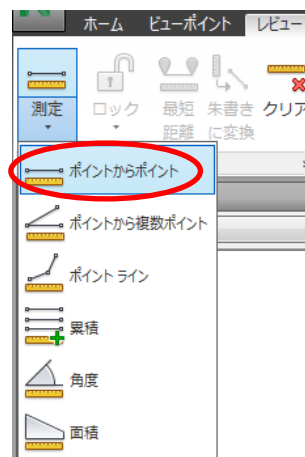 ホーム ビューポイント レビュー
測定 ロック 最短 距離 朱書き に変換 クリア
ポイントからポイント
ポイントから複数ポイント
ポイント ライン
累積
角度
面積